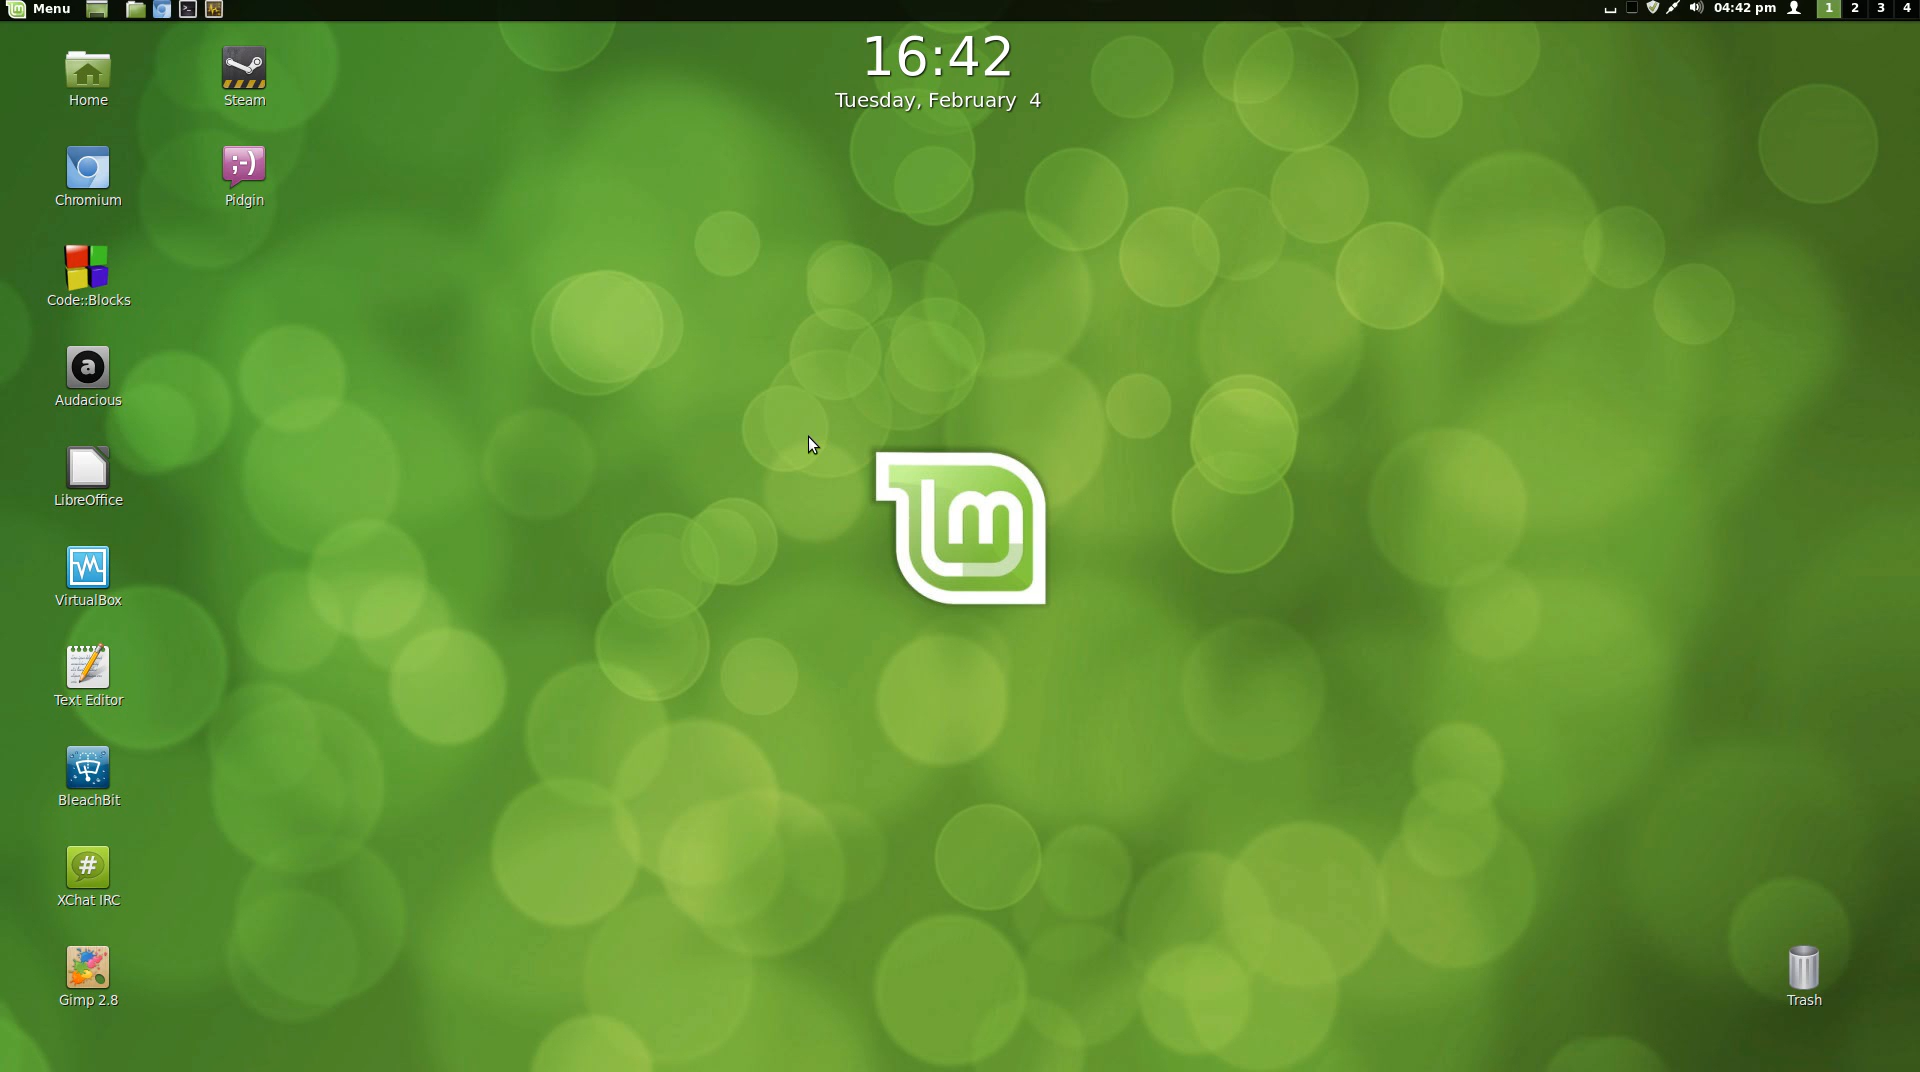 Menu
04:42 pm
1 2 3 4
16:42
Tuesday, February 4
Home
Steam
Chromium
;-)
Pidgin
Code::Blocks
a
Audacious
LibreOffice
VirtualBox
Text Editor
BleachBit
#
XChat IRC
Gimp 2.8
lm
Trash